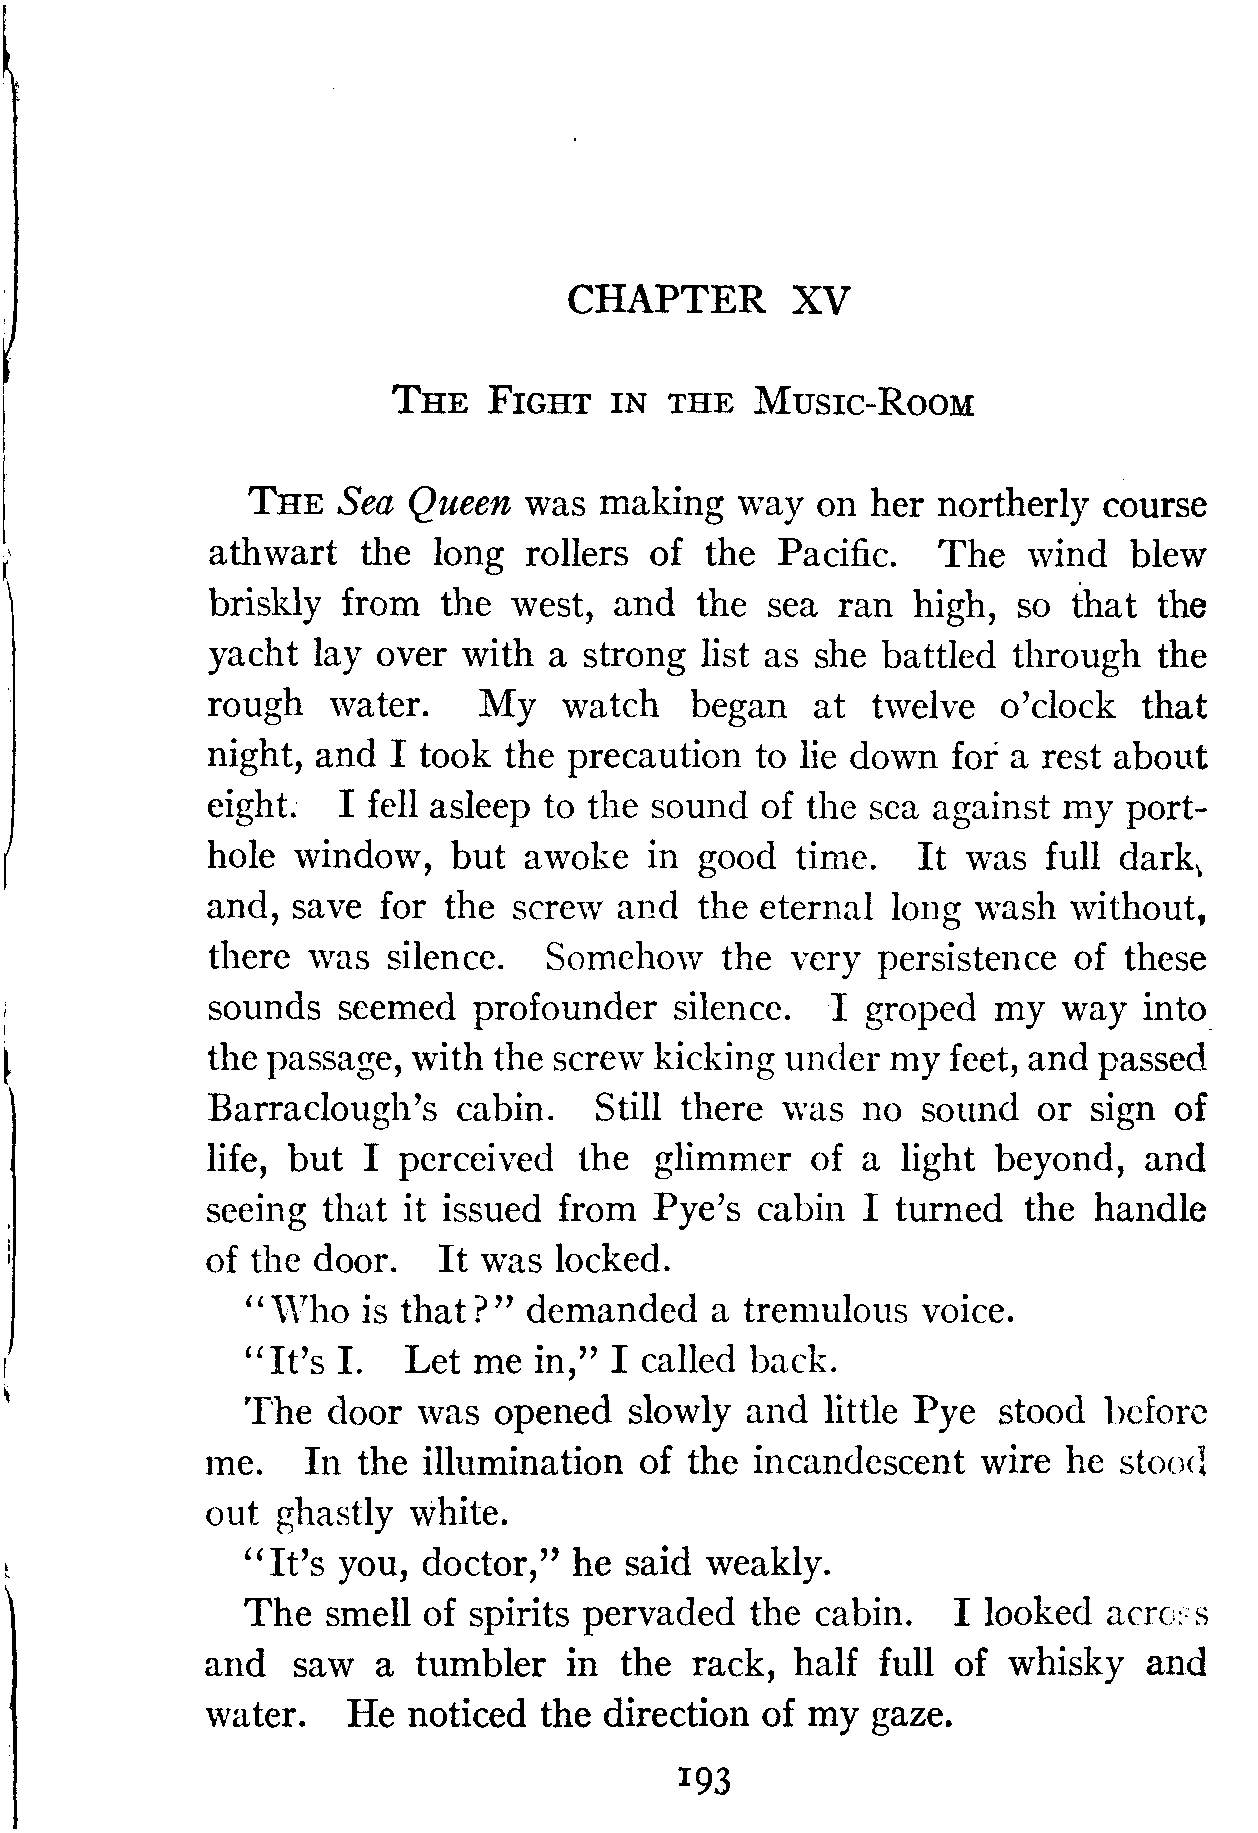 CHAPTER XV
THE FIGHT IN THE MUSIC-ROOM
THE Sea Queen was making way on her northerly course
athwart the long rollers of the Pacific. The wind blew
briskly from the west, and the sea ran high, so that the
yacht lay over with a strong list as she battled through the
rough water. My watch began at twelve o'clock that
night, and I took the precaution to lie down for a rest about
eight. I fell asleep to the sound of the sea against my port-
hole window, but awoke in good time. It was full dark,
and, save for the screw and the eternal long wash without,
there was silence. Somehow the very persistence of these
sounds seemed profounder silence. I groped my way into
the passage, with the screw kicking under my feet, and passed
Barraclough's cabin. Still there was no sound or sign of
life, but I perceived the glimmer of a light beyond, and
seeing that it issued from Pye's cabin I turned the handle
of the door. It was locked.
"Who is that?" demanded a tremulous voice.
"It's I. Let me in," I called back.
The door was opened slowly and little Pye stood before
me. In the illumination of the incandescent wire he stood
out ghastly white.
"It's you, doctor," he said weakly.
The smell of spirits pervaded the cabin. I looked across
and saw a tumbler in the rack, half full of whisky and
water. He noticed the direction of my gaze.
193